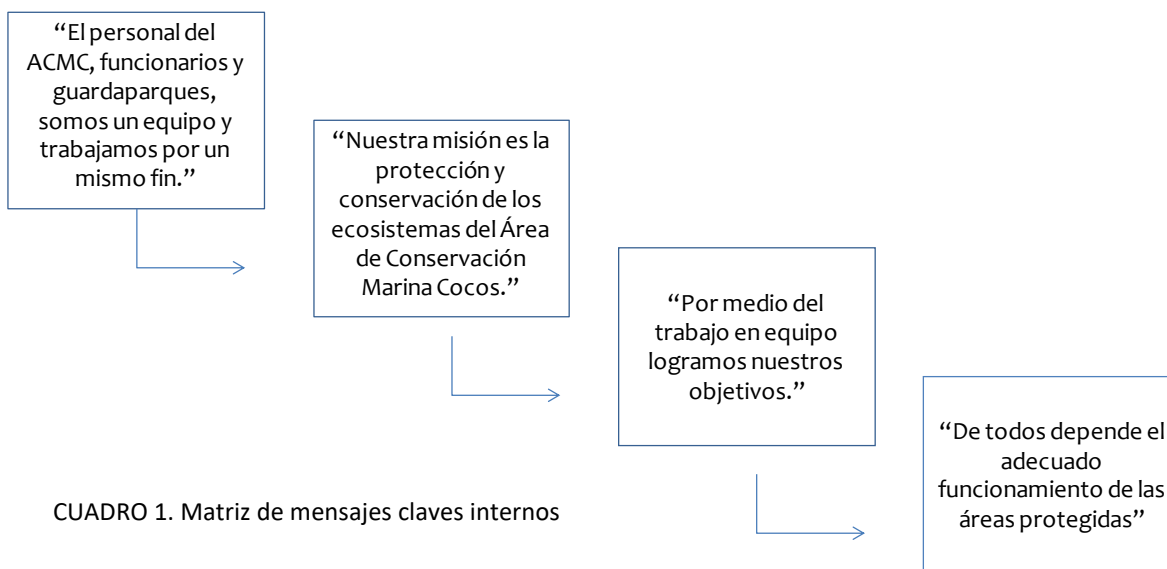 “El personal del
ACMC, funcionarios y
guardaparques,
somos un equipo y
trabajamos por un
mismo fin.”
“Nuestra misión es la
protección y
conservación de los
ecosistemas del Área
de Conservación
Marina Cocos.”
“Por medio del
trabajo en equipo
logramos nuestros
objetivos.”
“De todos depende el
adecuado
funcionamiento de las
áreas protegidas”
CUADRO 1. Matriz de mensajes claves internos